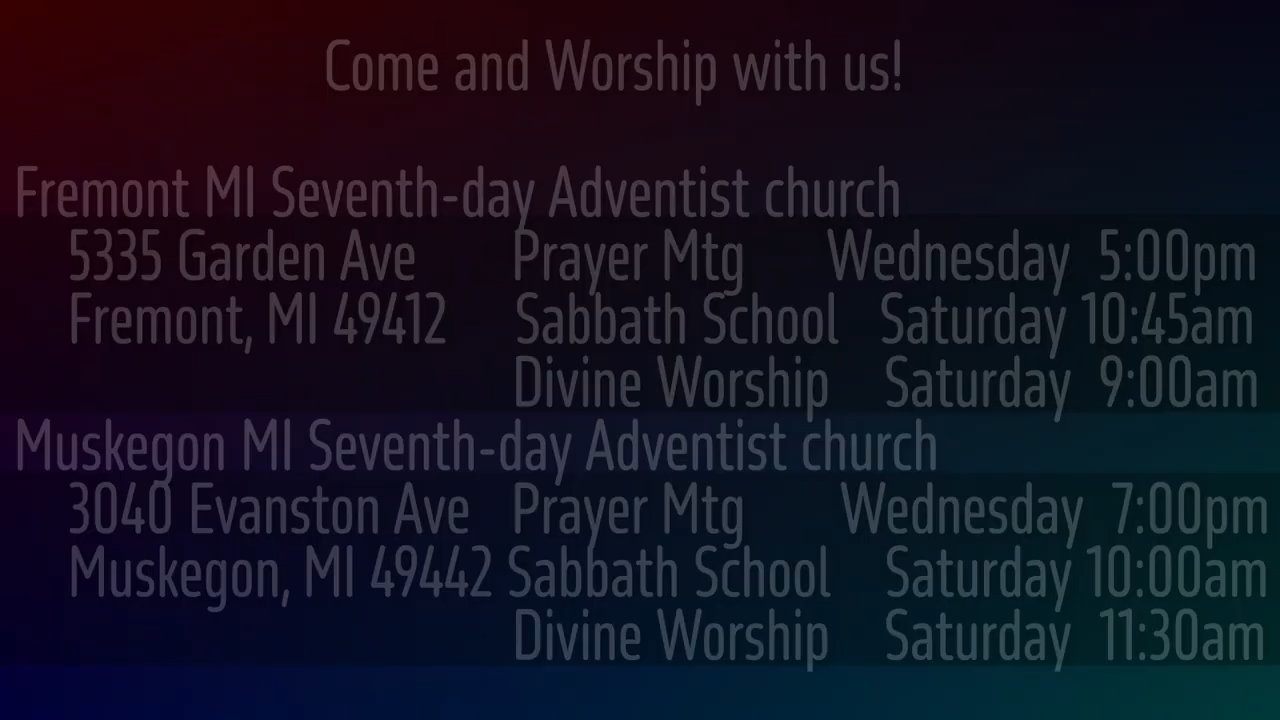 Come and Worship with us!
Fremont MI Seventh-day Adventist church
5335 Garden Ave Prayer Mtg Wednesday 5:00pm
Fremont, MI 49412 Sabbath School Saturday 10:45am
Divine Worship Saturday 9:00am
Muskegon MI Seventh-day Adventist church
3040 Evanston Ave Prayer Mtg Wednesday 7:00pm
Muskegon, MI 49442 Sabbath School Saturday 10:00am
Divine Worship Saturday 11:30am